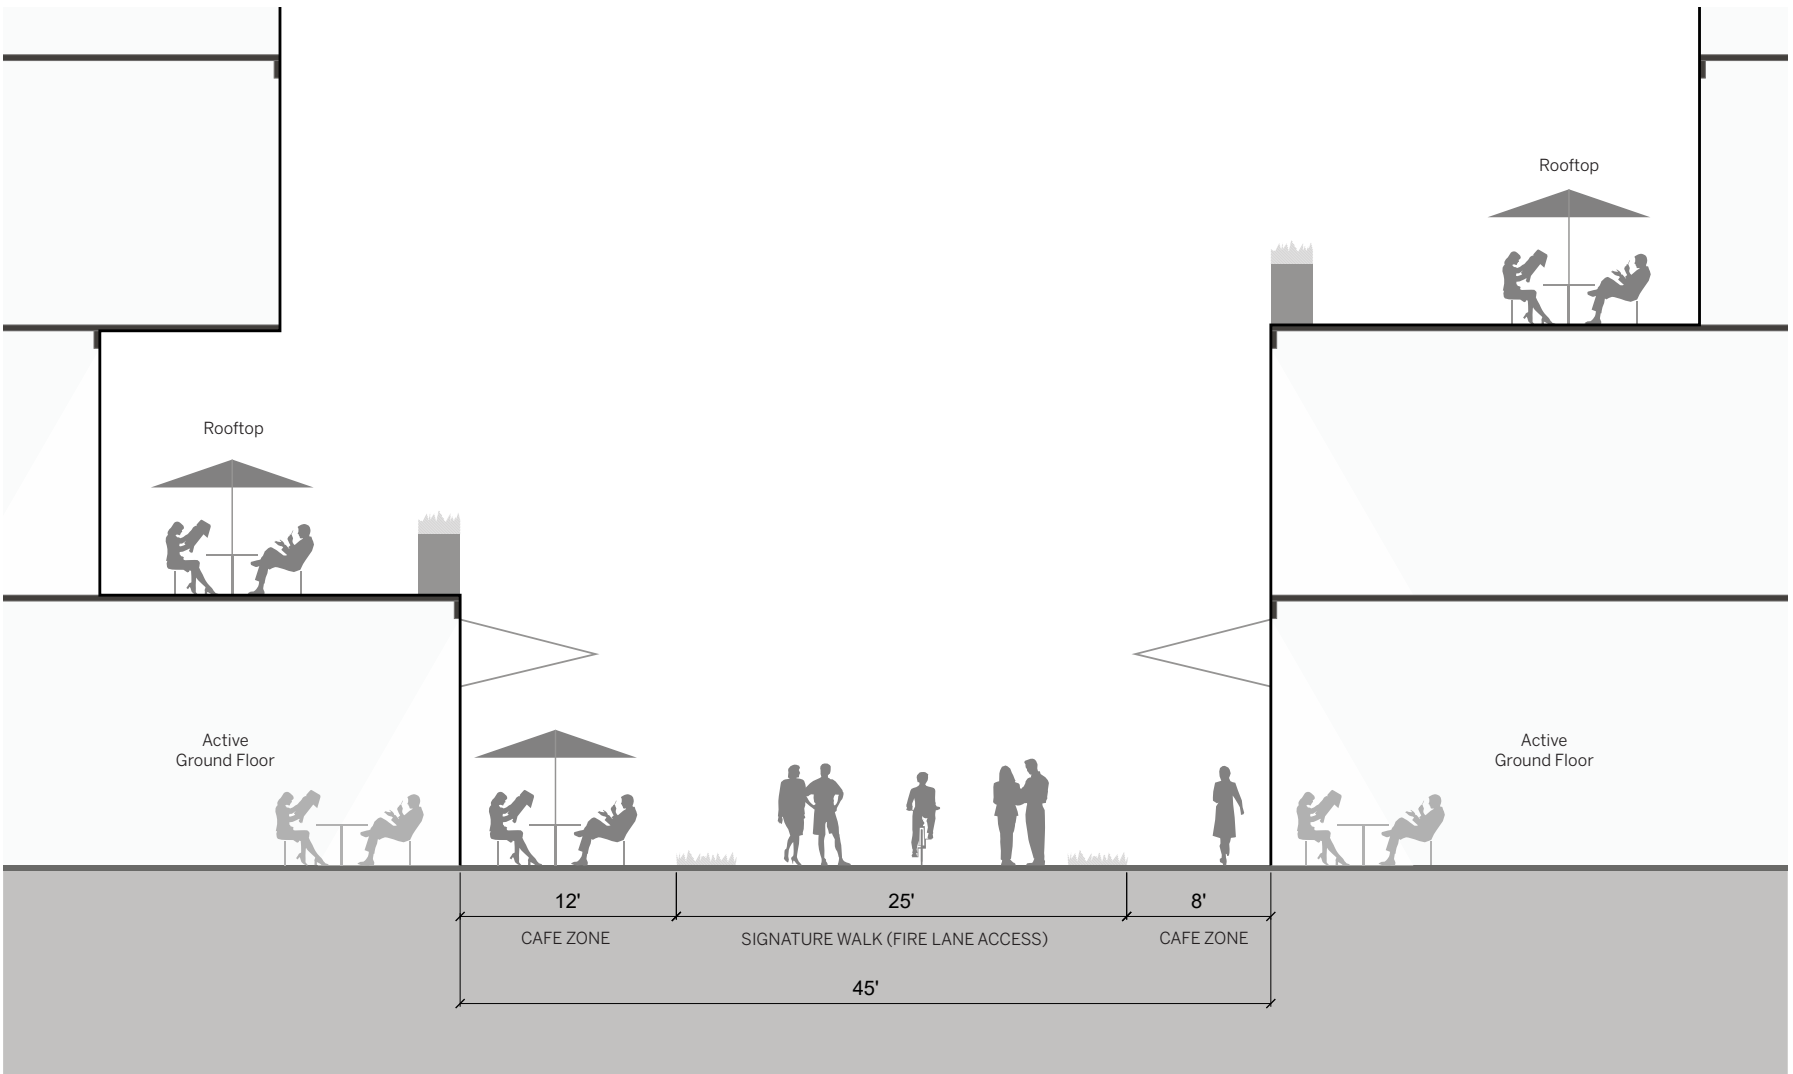 Rooftop
Rooftop
Active
Ground Floor
Active
Ground Floor
12'
25'
8'
CAFE ZONE
SIGNATURE WALK (FIRE LANE ACCESS)
CAFE ZONE
45'